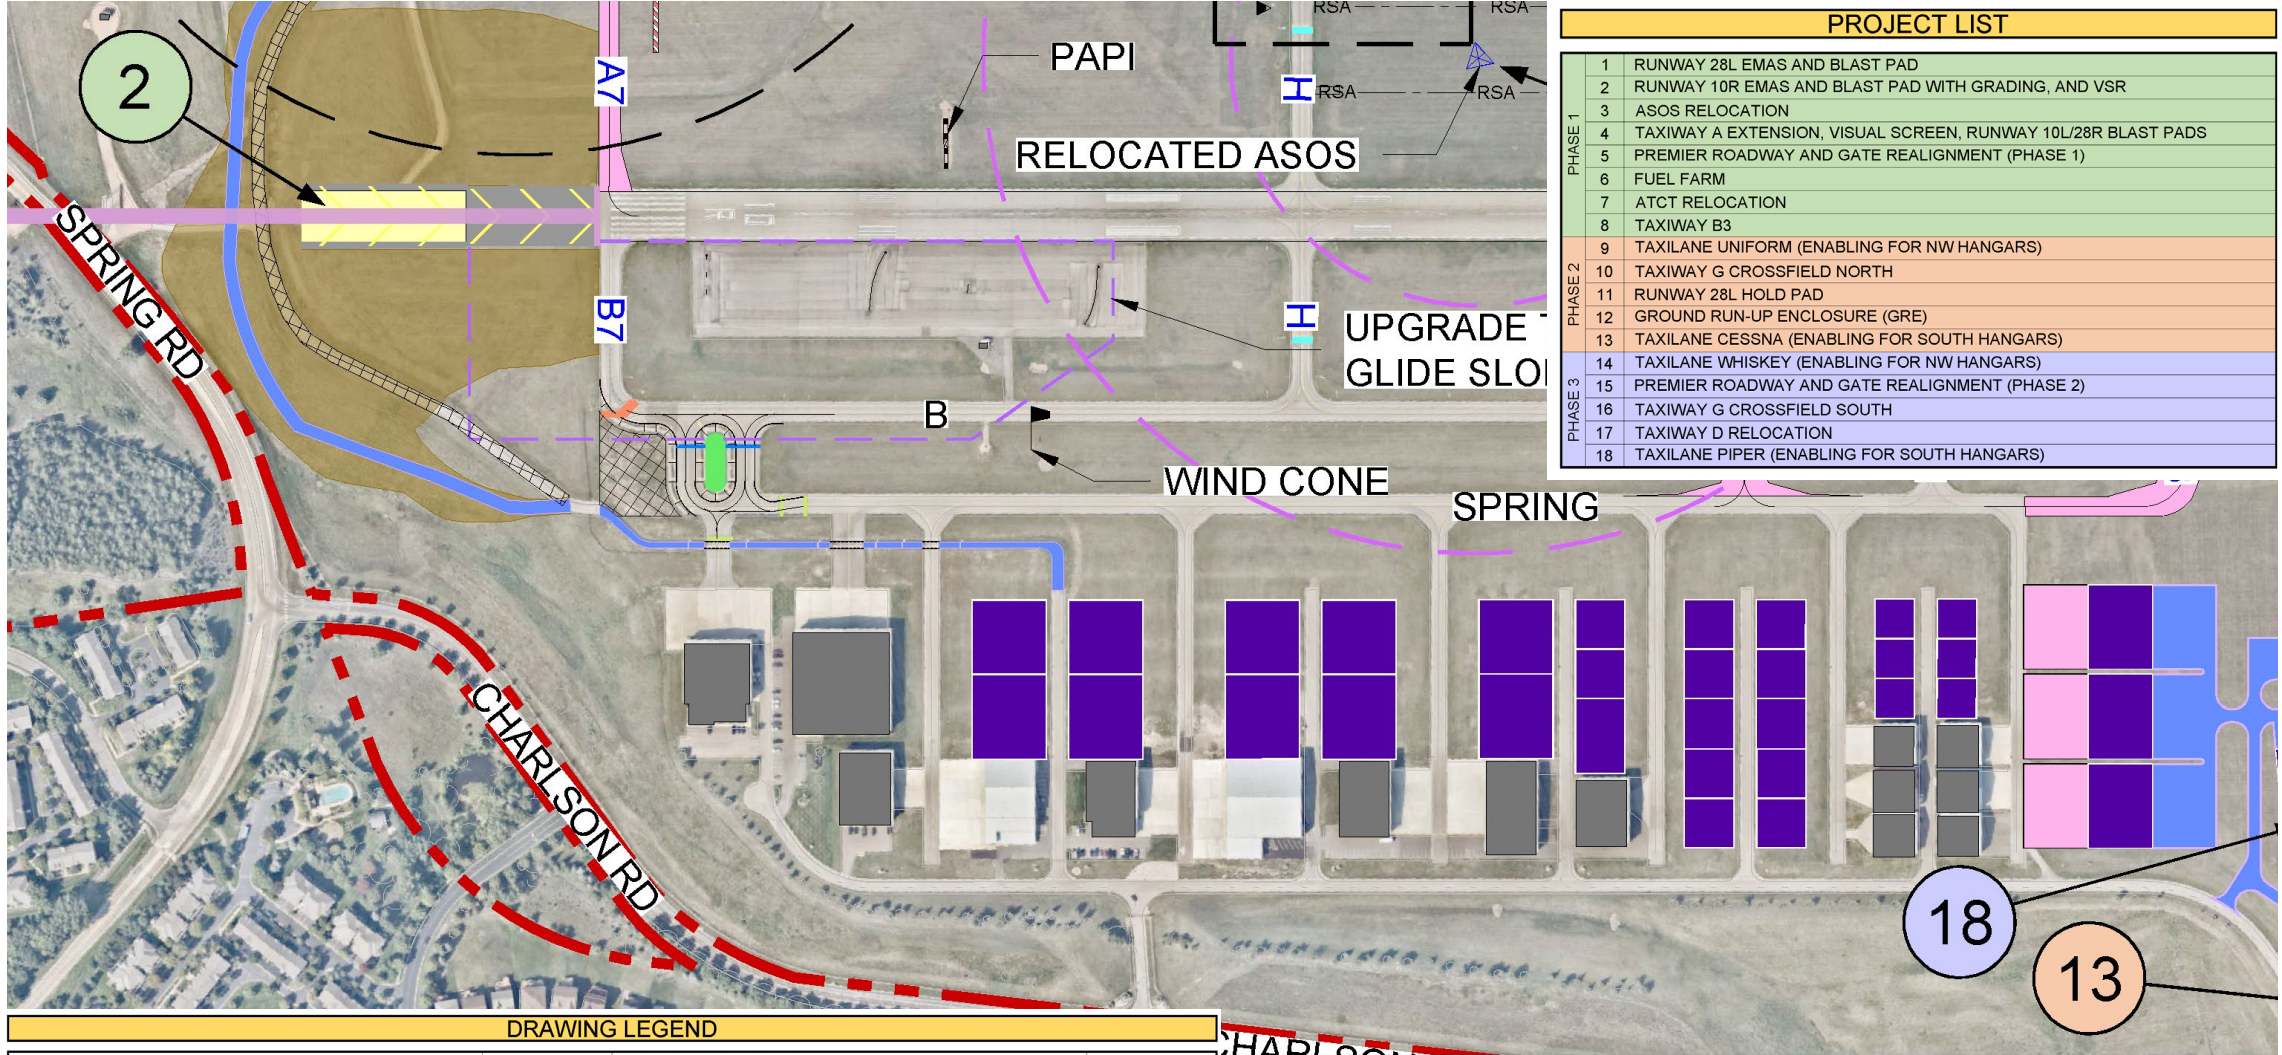 RSA
RSA
PROJECT LIST
2
A7
PAPI
H
RSA
RSA
RELOCATED ASOS
PHASE 1
1 RUNWAY 28L EMAS AND BLAST PAD
2 RUNWAY 10R EMAS AND BLAST PAD WITH GRADING, AND VSR
3 ASOS RELOCATION
4 TAXIWAY A EXTENSION, VISUAL SCREEN, RUNWAY 10L/28R BLAST PADS
5 PREMIER ROADWAY AND GATE REALIGNMENT (PHASE 1)
6 FUEL FARM
7 ATCT RELOCATION
8 TAXIWAY B3
PHASE 2
9 TAXILANE UNIFORM (ENABLING FOR NW HANGARS)
10 TAXIWAY G CROSSFIELD NORTH
11 RUNWAY 28L HOLD PAD
12 GROUND RUN-UP ENCLOSURE (GRE)
13 TAXILANE CESSNA (ENABLING FOR SOUTH HANGARS)
PHASE 3
14 TAXILANE WHISKEY (ENABLING FOR NW HANGARS)
15 PREMIER ROADWAY AND GATE REALIGNMENT (PHASE 2)
16 TAXIWAY G CROSSFIELD SOUTH
17 TAXIWAY D RELOCATION
18 TAXILANE PIPER (ENABLING FOR SOUTH HANGARS)
SPRING RD
B7
H
UPGRADE
GLIDE SLO
B
WIND CONE
SPRING
CHARLSON RD
18
13
DRAWING LEGEND
CHARLSON